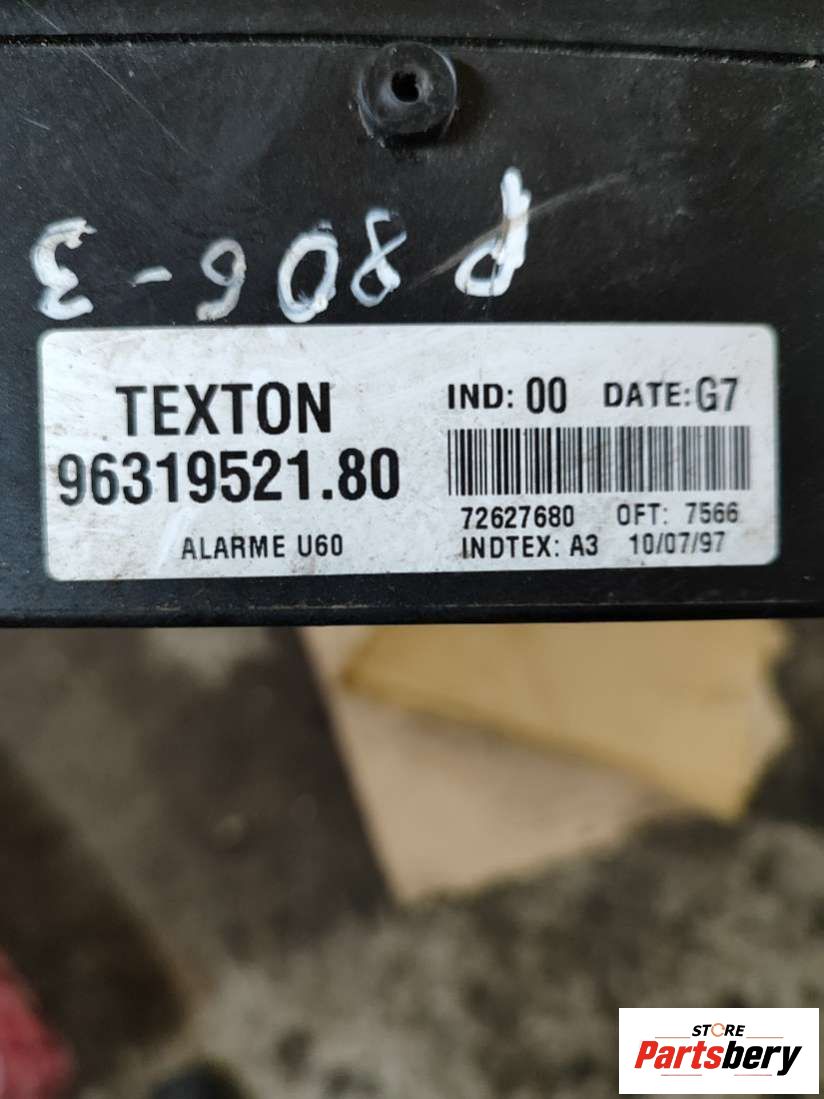 P 806-3
TEXTON
96319521.80
ALARME U60
IND: 00 DATE: G7
72627680 OFT: 7566
INDTEX: A3 10/07/97
STORE
Partsbery